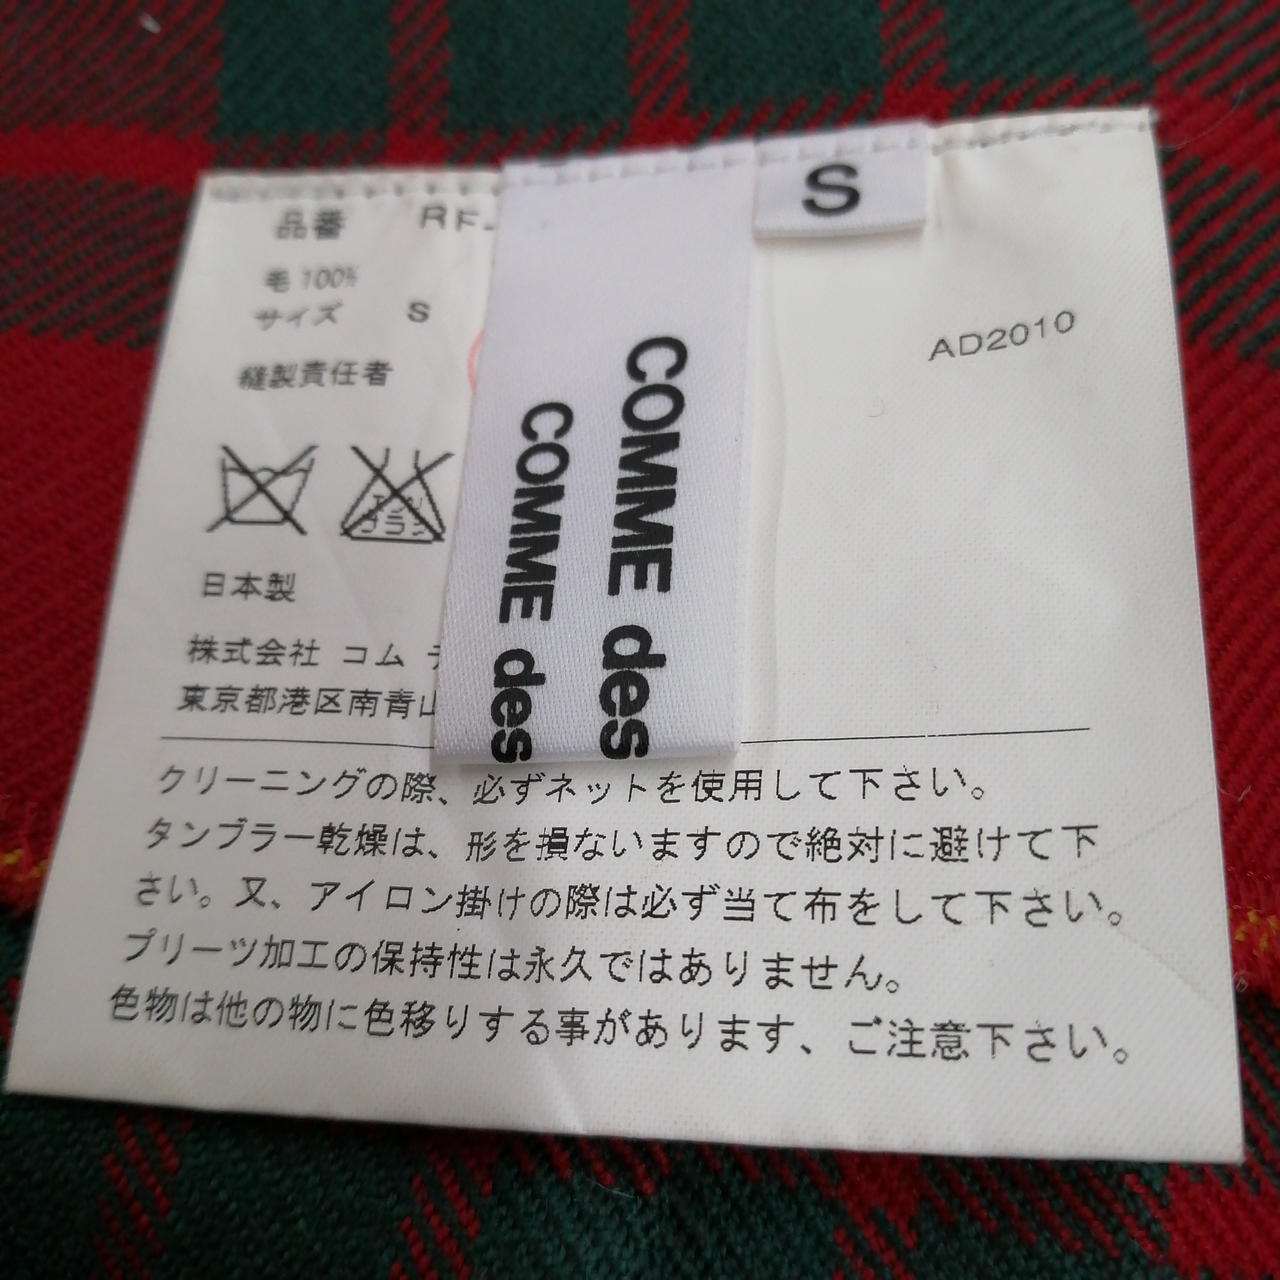 S
品番 RF-
毛 100%
サイズ S
縫製責任者
AD2010
COMME des
COMME des
日本製
株式会社 コム
東京都港区南青山
クリーニングの際、必ずネットを使用して下さい。
タンブラー乾燥は、形を損ないますので絶対に避けて下
さい。又、アイロン掛けの際は必ず当て布をして下さい。
プリーツ加工の保持性は永久ではありません。
色物は他の物に色移りする事があります、ご注意下さい。